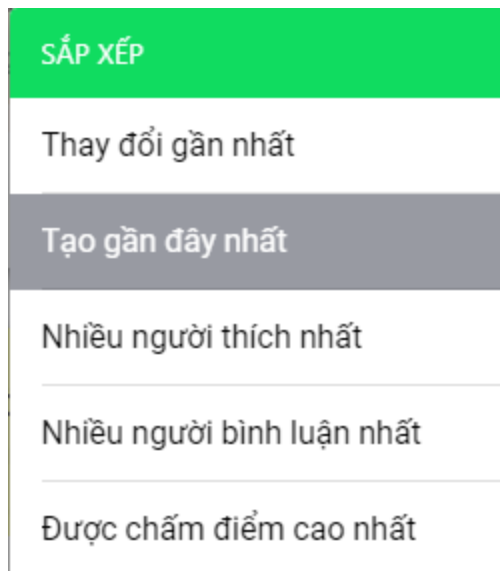 SẮP XẾP
Thay đổi gần nhất
Tạo gần đây nhất
Nhiều người thích nhất
Nhiều người bình luận nhất
Được chấm điểm cao nhất